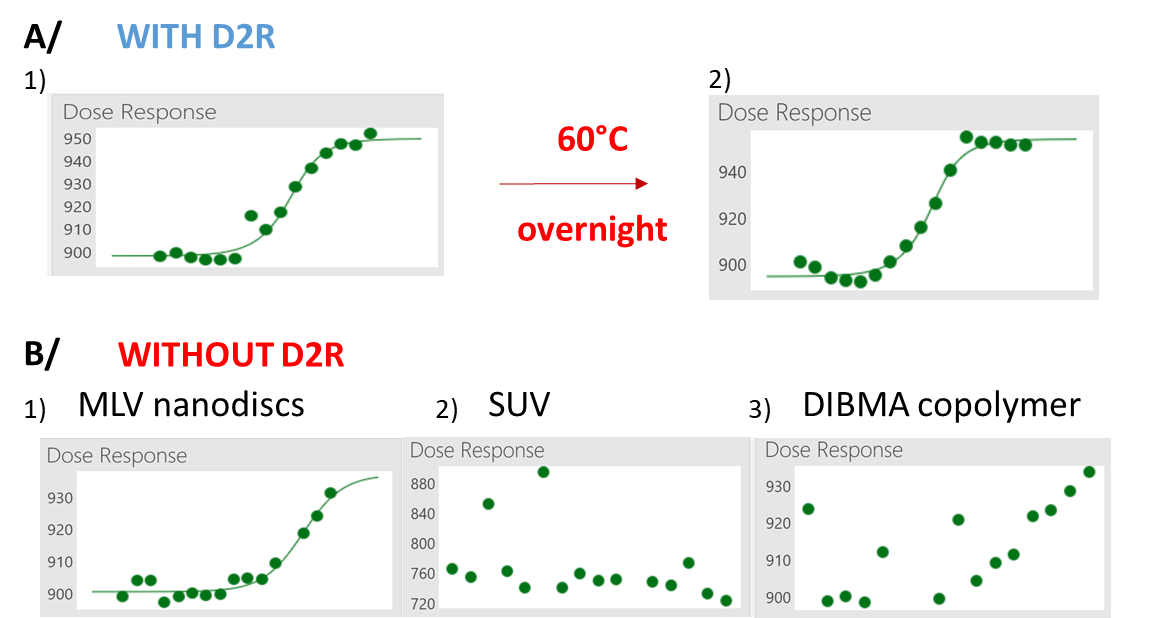 A/ WITH D2R
1)
2)
Dose Response
950
940
930
920
910
900
60°C
overnight
Dose Response
940
920
900
B/ WITHOUT D2R
1) MLV nanodiscs
2) SUV
3) DIBMA copolymer
Dose Response
930
920
910
900
Dose Response
880
840
800
760
720
Dose Response
930
920
910
900